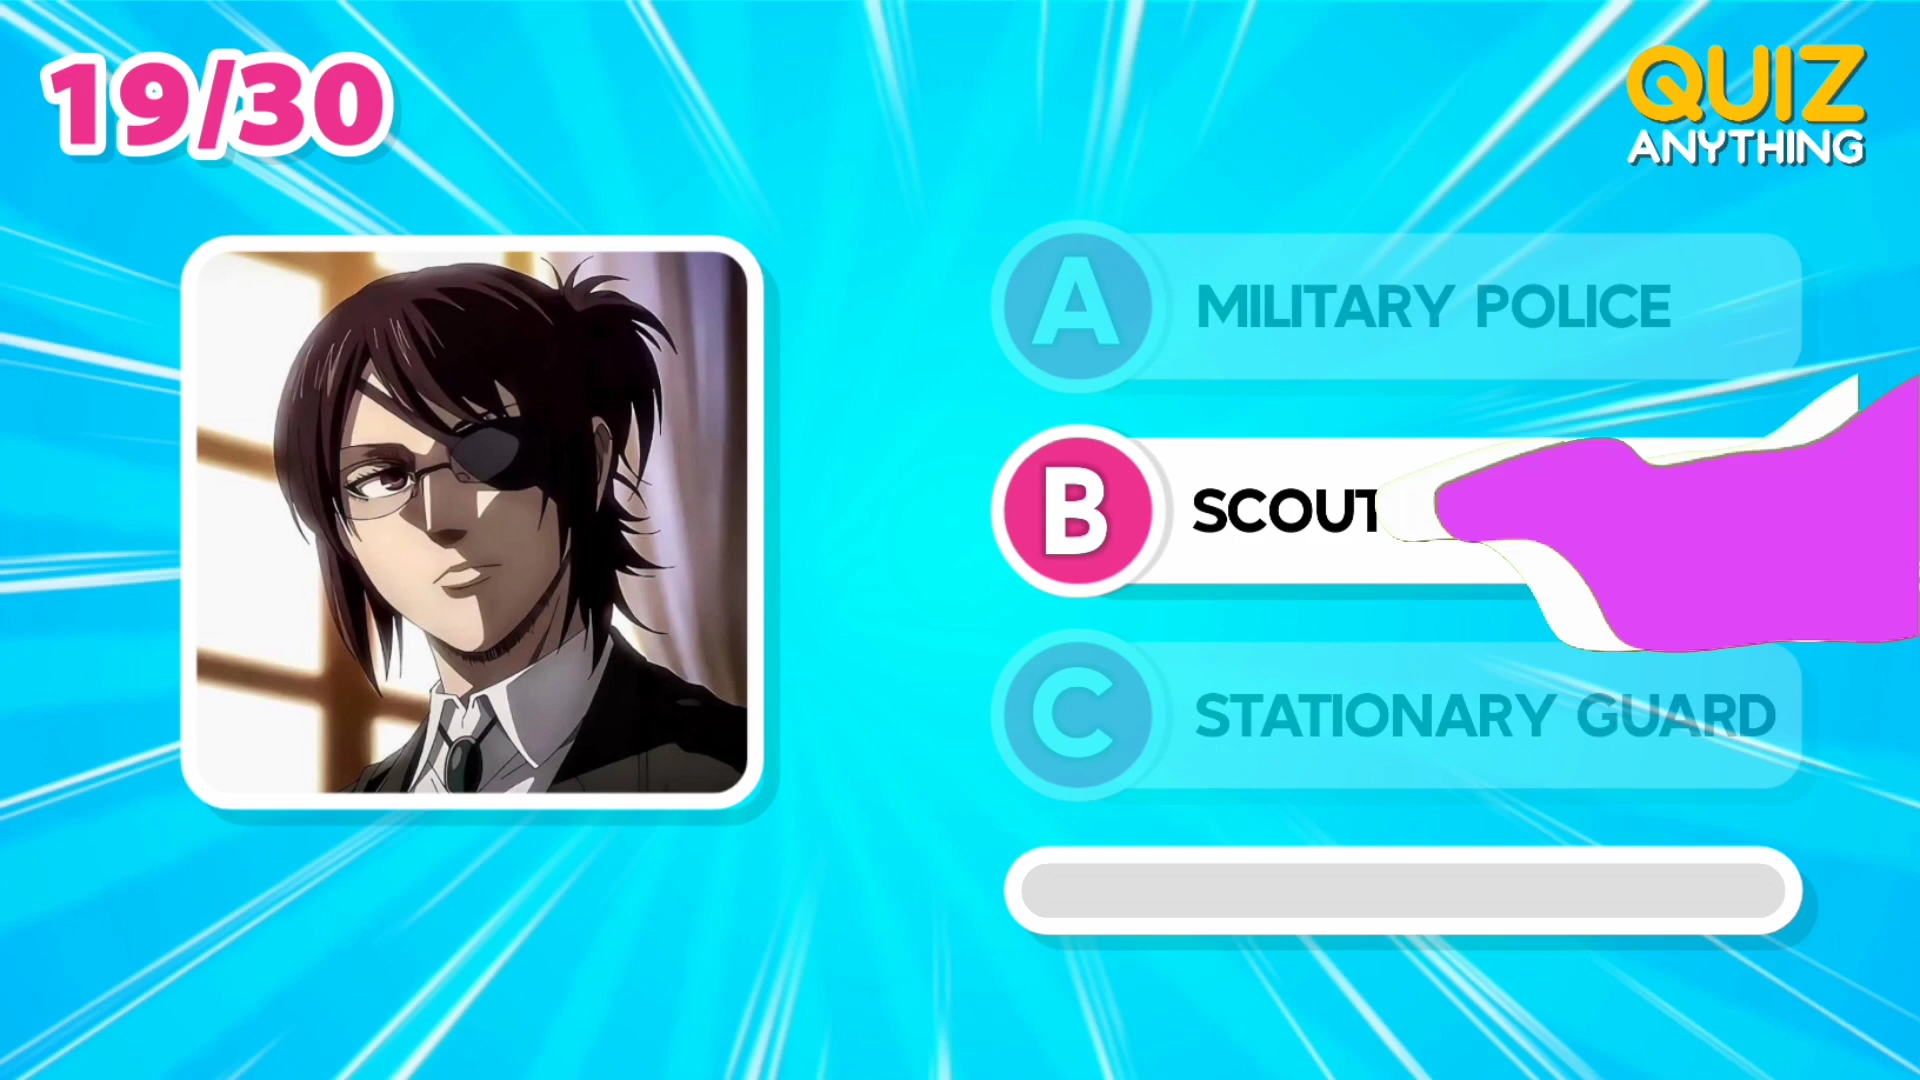 19/30
QUIZ
ANYTHING
A
MILITARY POLICE
B
SCOUT
C
STATIONARY GUARD